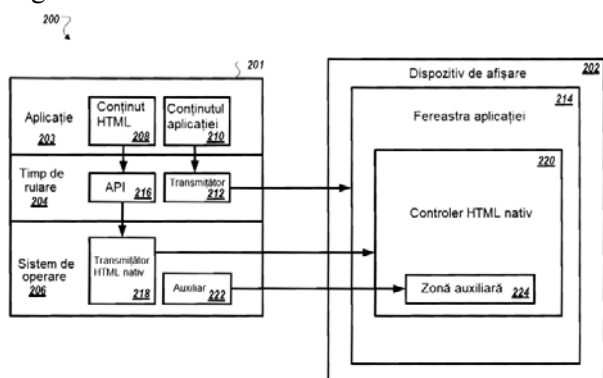 200
201
Aplicație
203
Conținut
HTML
208
Conținutul
aplicației
210
Timp de
rulare
204
API
216
Transmițător
212
Sistem de
operare
206
Transmițător
HTML nativ
218
Auxiliar
222
Dispozitiv de afișare
202
Fereastra aplicației
214
Controler HTML nativ
220
Zonă auxiliară
224